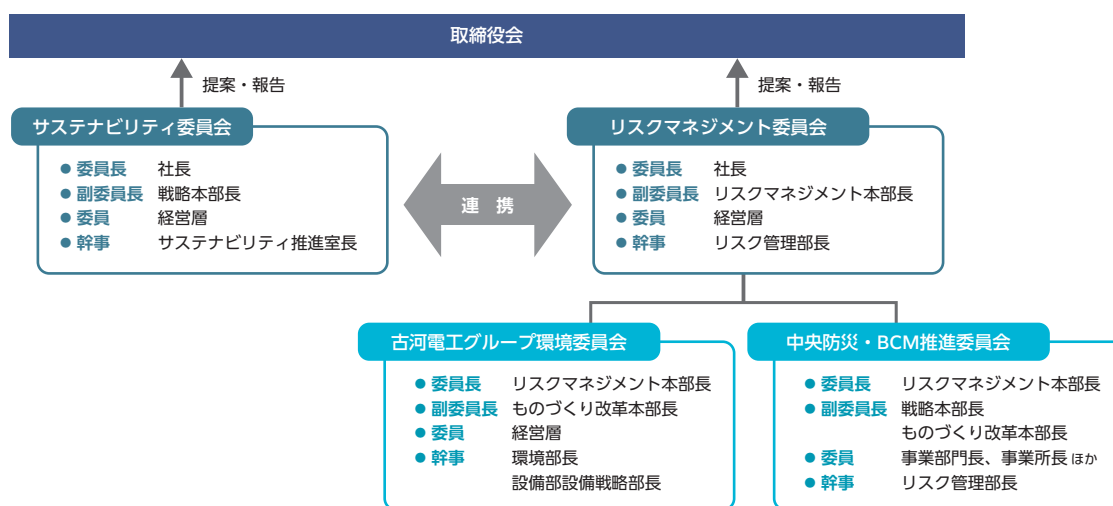 取締役会
提案・報告
提案・報告
サステナビリティ委員会
● 委員長 社長
● 副委員長 戦略本部長
● 委員 経営層
● 幹事 サステナビリティ推進室長
連 携
リスクマネジメント委員会
● 委員長 社長
● 副委員長 リスクマネジメント本部長
● 委員 経営層
● 幹事 リスク管理部長
古河電工グループ環境委員会
● 委員長 リスクマネジメント本部長
● 副委員長 ものづくり改革本部長
● 委員 経営層
● 幹事 環境部長
設備部設備戦略部長
中央防災・BCM推進委員会
● 委員長 リスクマネジメント本部長
● 副委員長 戦略本部長
ものづくり改革本部長
● 委員 事業部門長、事業所長 ほか
● 幹事 リスク管理部長